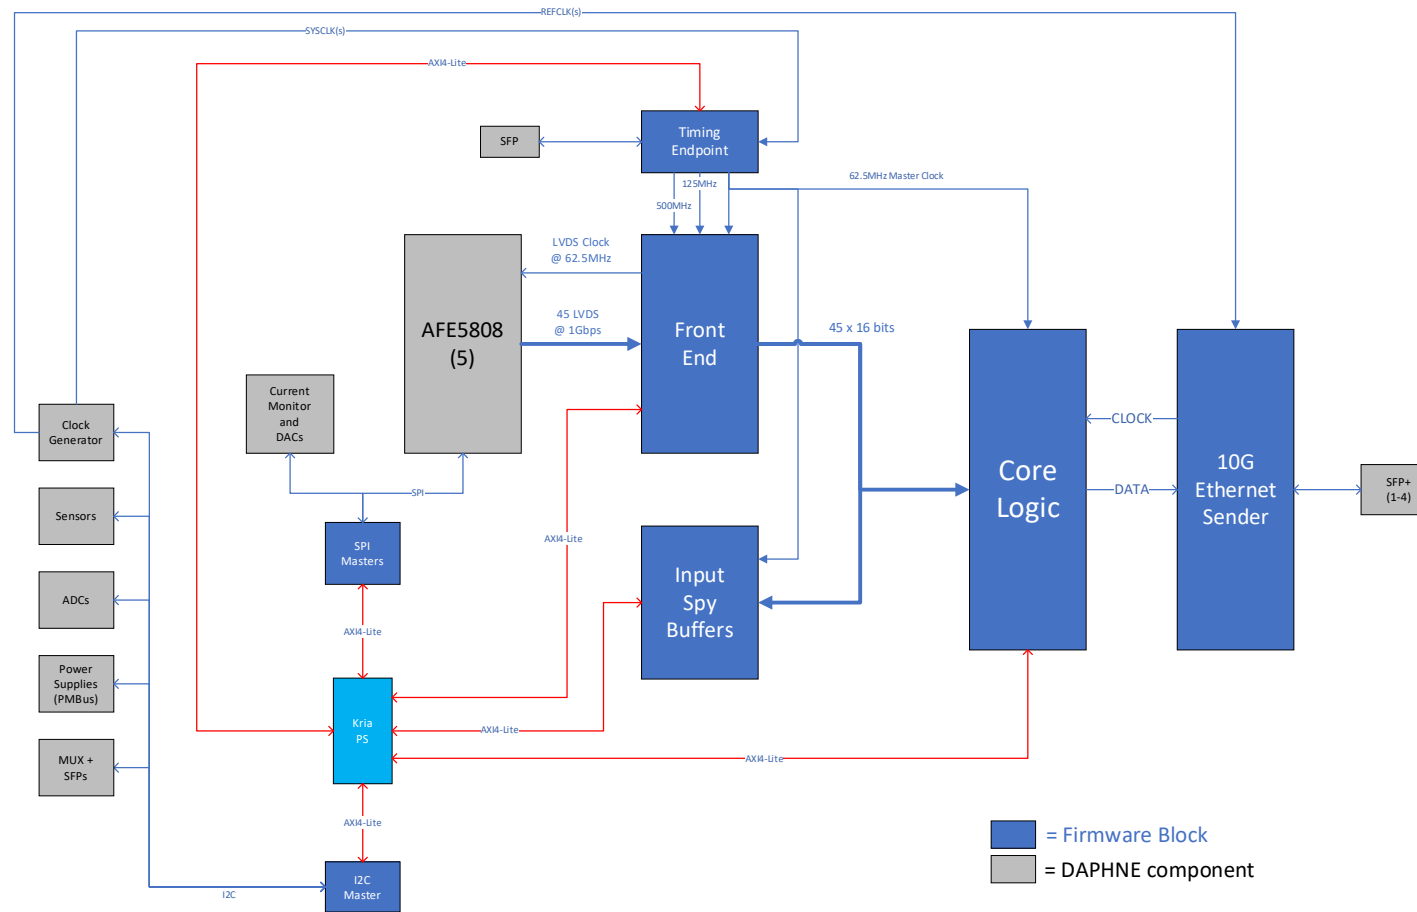 REFCLK(s)
SYSCLK(s)
AXI4-Lite
Timing
Endpoint
SFP
62.5MHz Master Clock
125MHz
500MHz
LVDS Clock
@ 62.5MHz
45 LVDS
@ 1Gbps
AFE5808
(5)
Front
End
45 x 16 bits
Current
Monitor
and
DACs
Clock
Generator
CLOCK
Core
Logic
DATA
10G
Ethernet
Sender
SFP+
(1-4)
SPI
Sensors
SPI
Masters
AXI4-Lite
Input
Spy
Buffers
ADCs
AXI4-Lite
Power
Supplies
(PMBus)
Kria
PS
AXI4-Lite
AXI4-Lite
MUX +
SFPs
AXI4-Lite
I2C
Master
I2C
= Firmware Block
= DAPHNE component